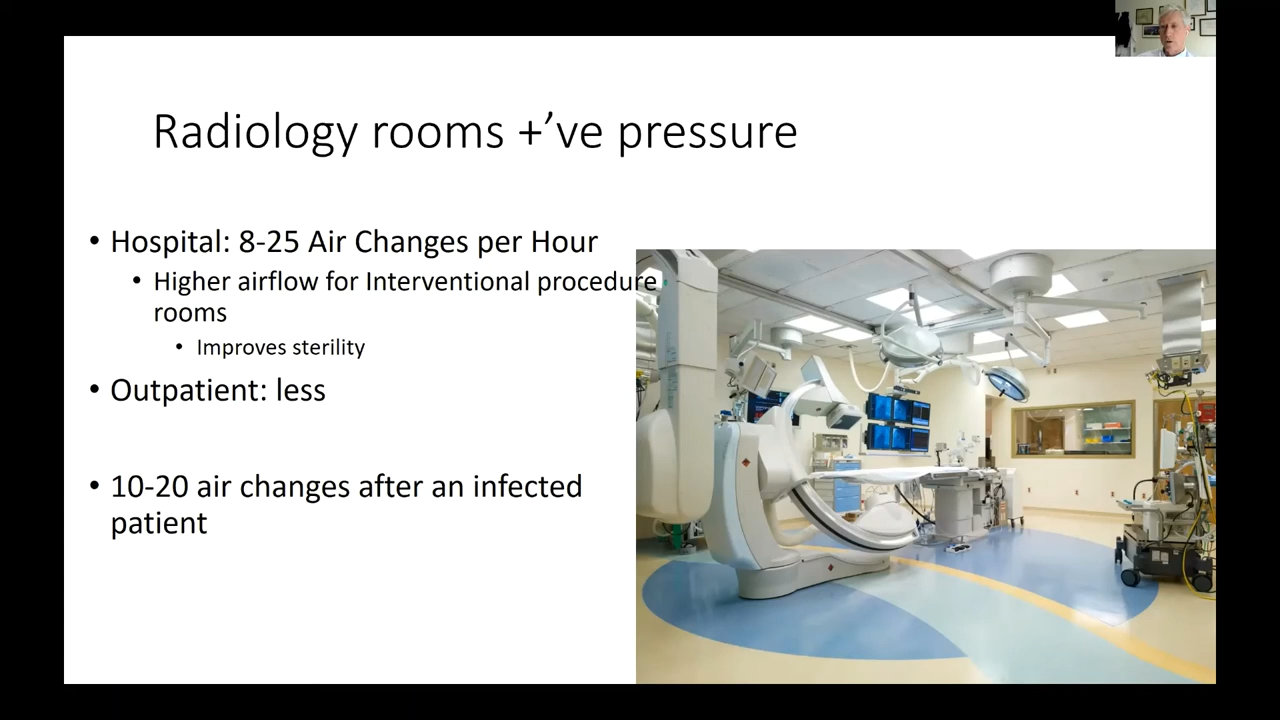 Radiology rooms +’ve pressure
• Hospital: 8-25 Air Changes per Hour
• Higher airflow for Interventional procedure
rooms
• Improves sterility
• Outpatient: less
• 10-20 air changes after an infected
patient